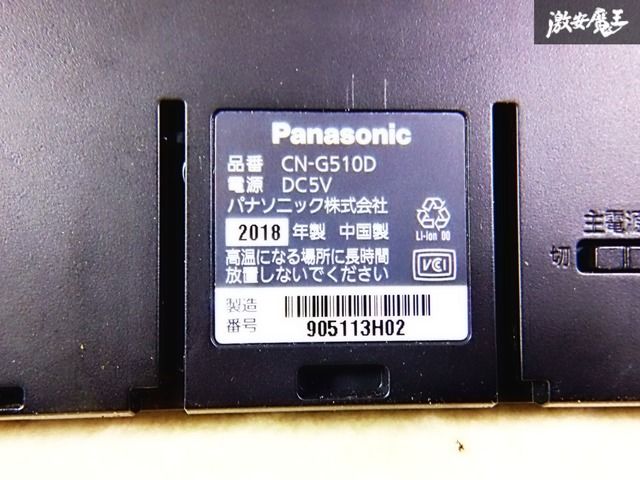 激安魔王
Panasonic
品番 CN-G510D
電源 DC5V
パナソニック株式会社
2018 年製 中国製
Li-ion 00
高温になる場所に長時間
放置しないでください
VCCI
製造
番号
905113H02
主電源
切